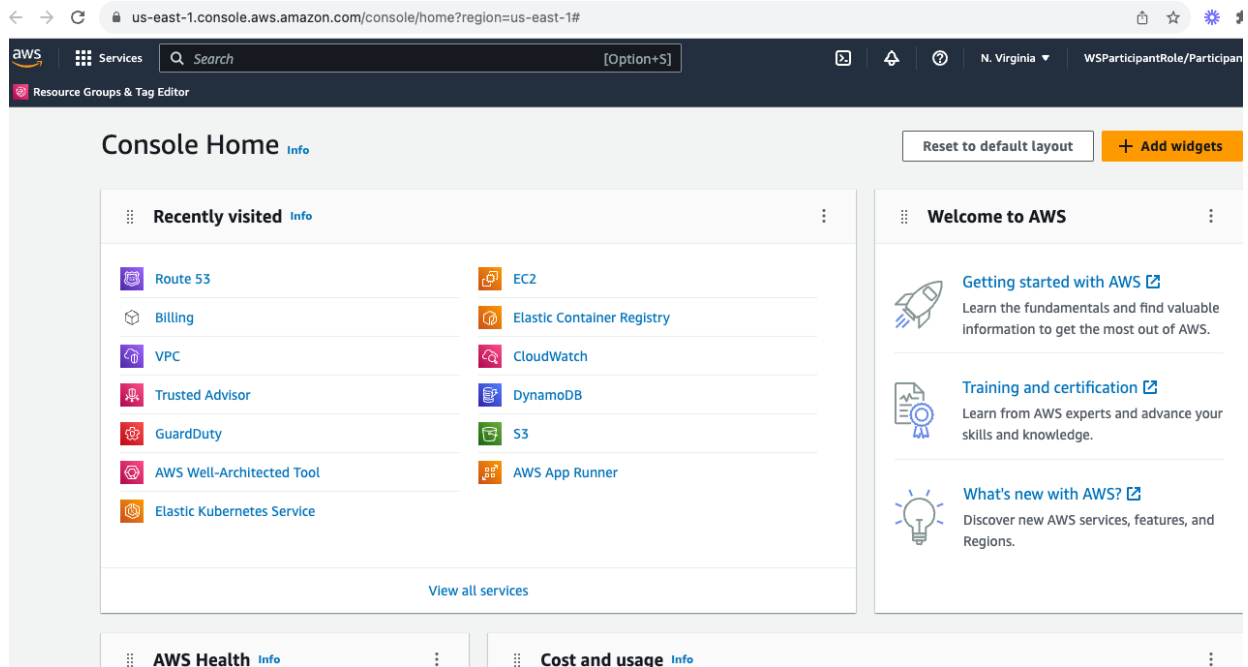 us-east-1.console.aws.amazon.com/console/home?region=us-east-1#
aws
Services
Search
[Option+S]
N. Virginia ▼
WSParticipantRole/Participan
Resource Groups & Tag Editor
Console Home Info
Reset to default layout
+ Add widgets
Recently visited Info
Route 53
Billing
VPC
Trusted Advisor
GuardDuty
AWS Well-Architected Tool
Elastic Kubernetes Service
EC2
Elastic Container Registry
CloudWatch
DynamoDB
S3
AWS App Runner
View all services
Welcome to AWS
Getting started with AWS
Learn the fundamentals and find valuable
information to get the most out of AWS.
Training and certification
Learn from AWS experts and advance your
skills and knowledge.
What's new with AWS?
Discover new AWS services, features, and
Regions.
AWS Health Info
Cost and usage Info